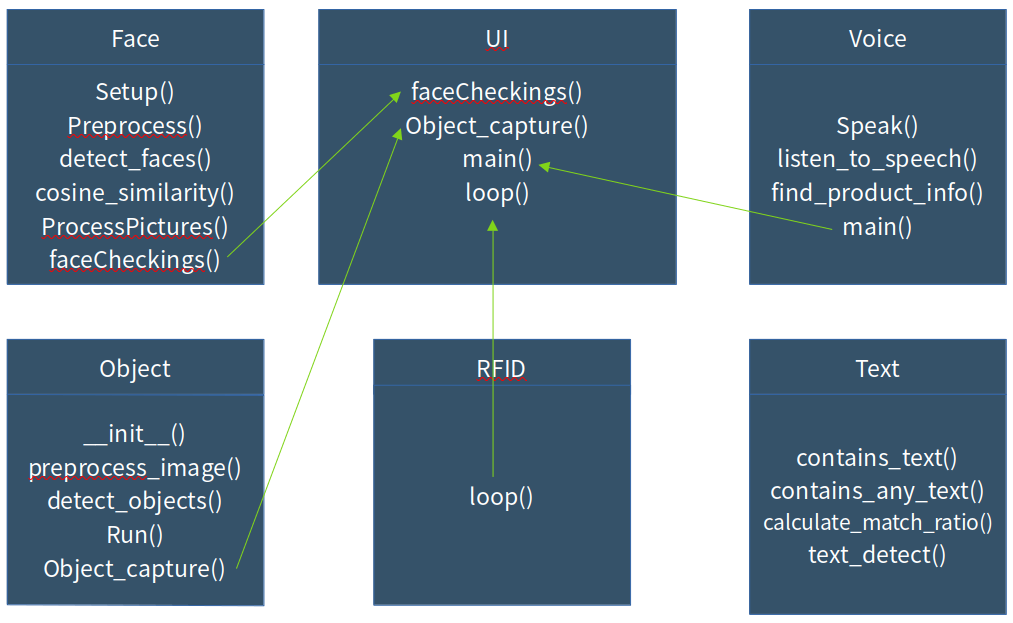 Face
Setup()
Preprocess()
detect_faces()
cosine_similarity()
ProcessPictures()
faceCheckings()
UI
faceCheckings()
Object_capture()
main()
loop()
Voice
Speak()
listen_to_speech()
find_product_info()
main()
Object
__init__()
preprocess_image()
detect_objects()
Run()
Object_capture()
RFID
loop()
Text
contains_text()
contains_any_text()
calculate_match_ratio()
text_detect()